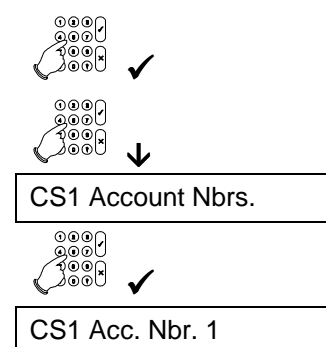 ✓
↓
CS1 Account Nbrs.
✓
CS1 Acc. Nbr. 1